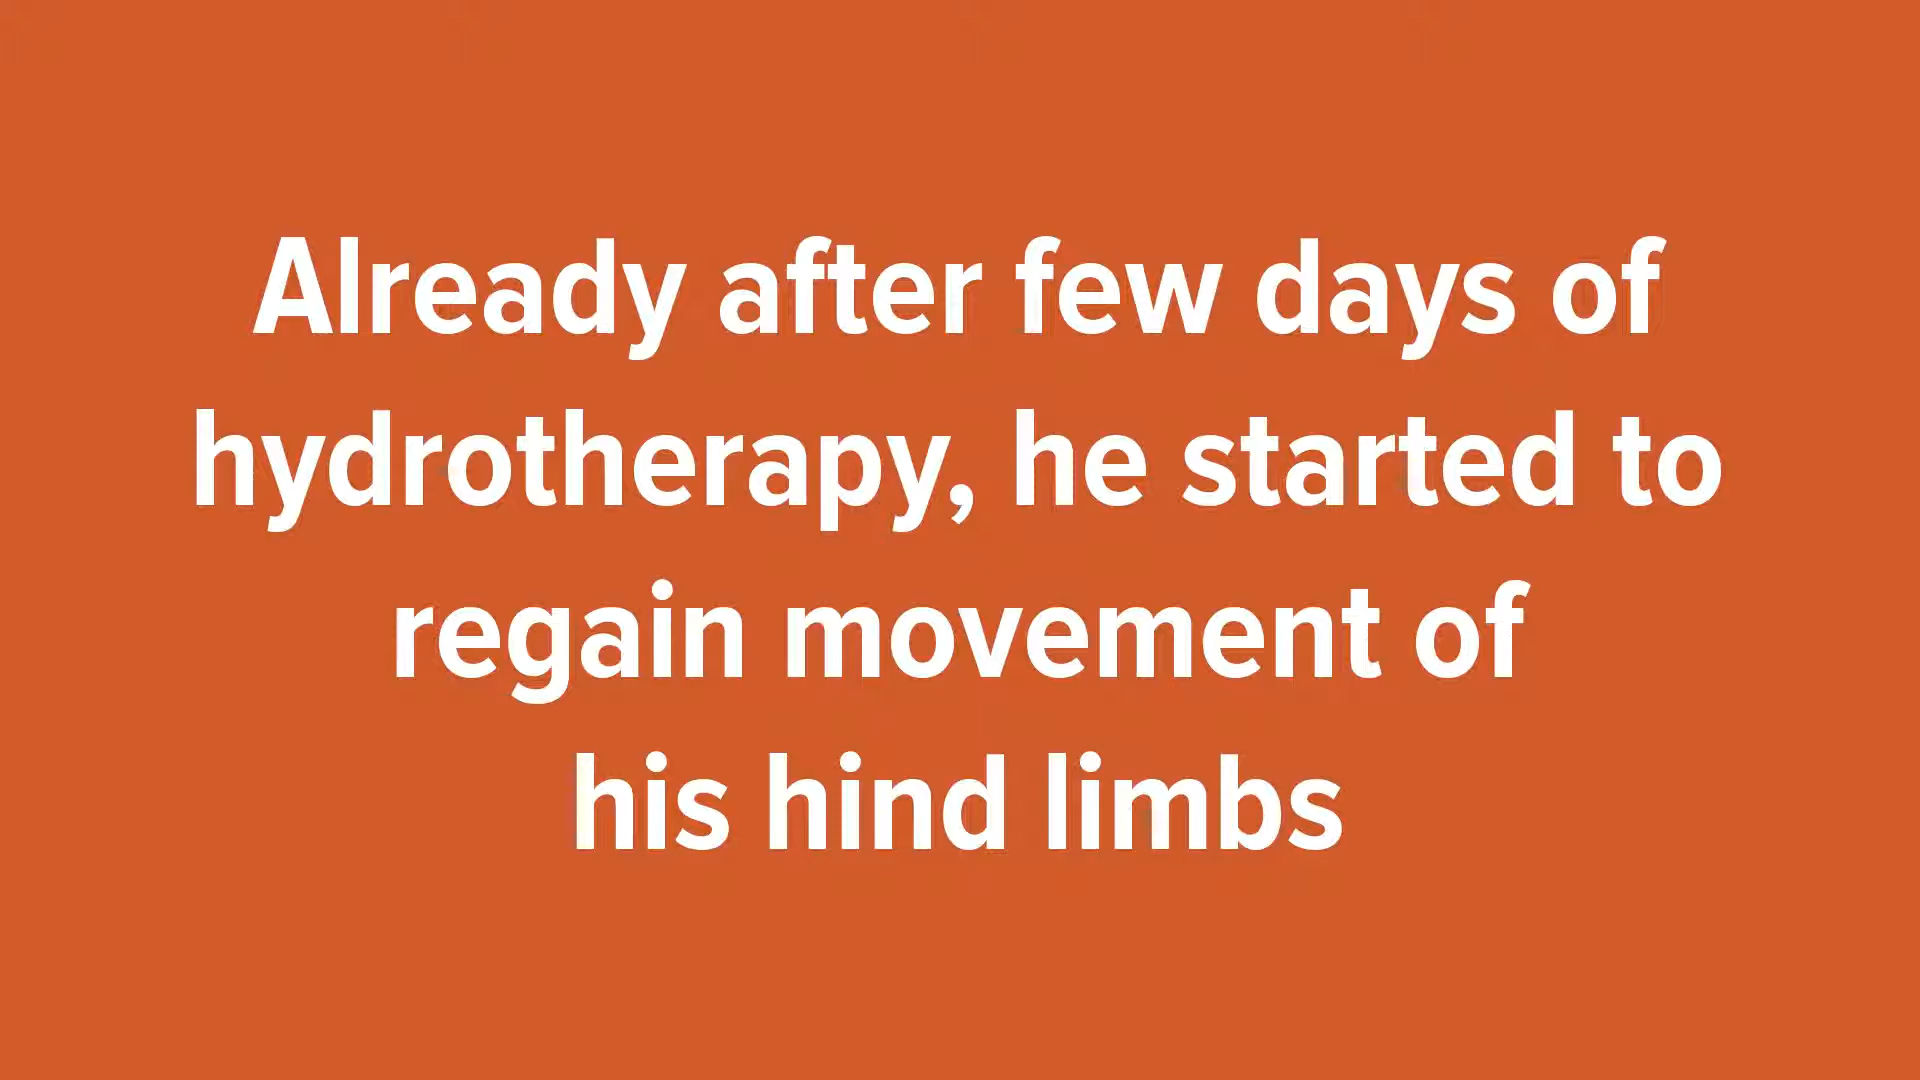 Already after few days of
hydrotherapy, he started to
regain movement of
his hind limbs